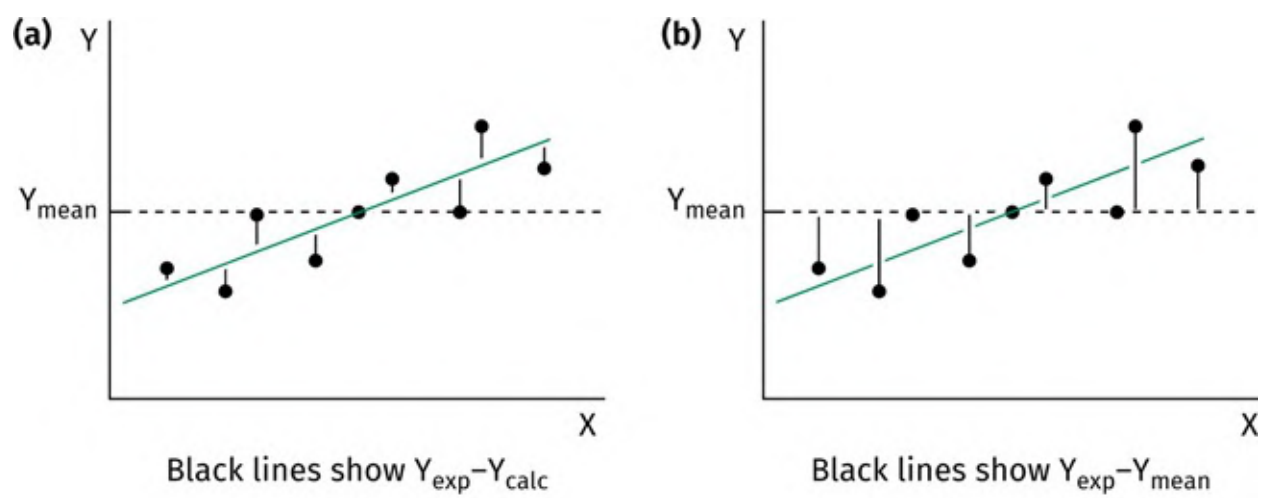 (a)
Y
Y_mean
X
Black lines show Y_exp–Y_calc
(b)
Y
Y_mean
X
Black lines show Y_exp–Y_mean